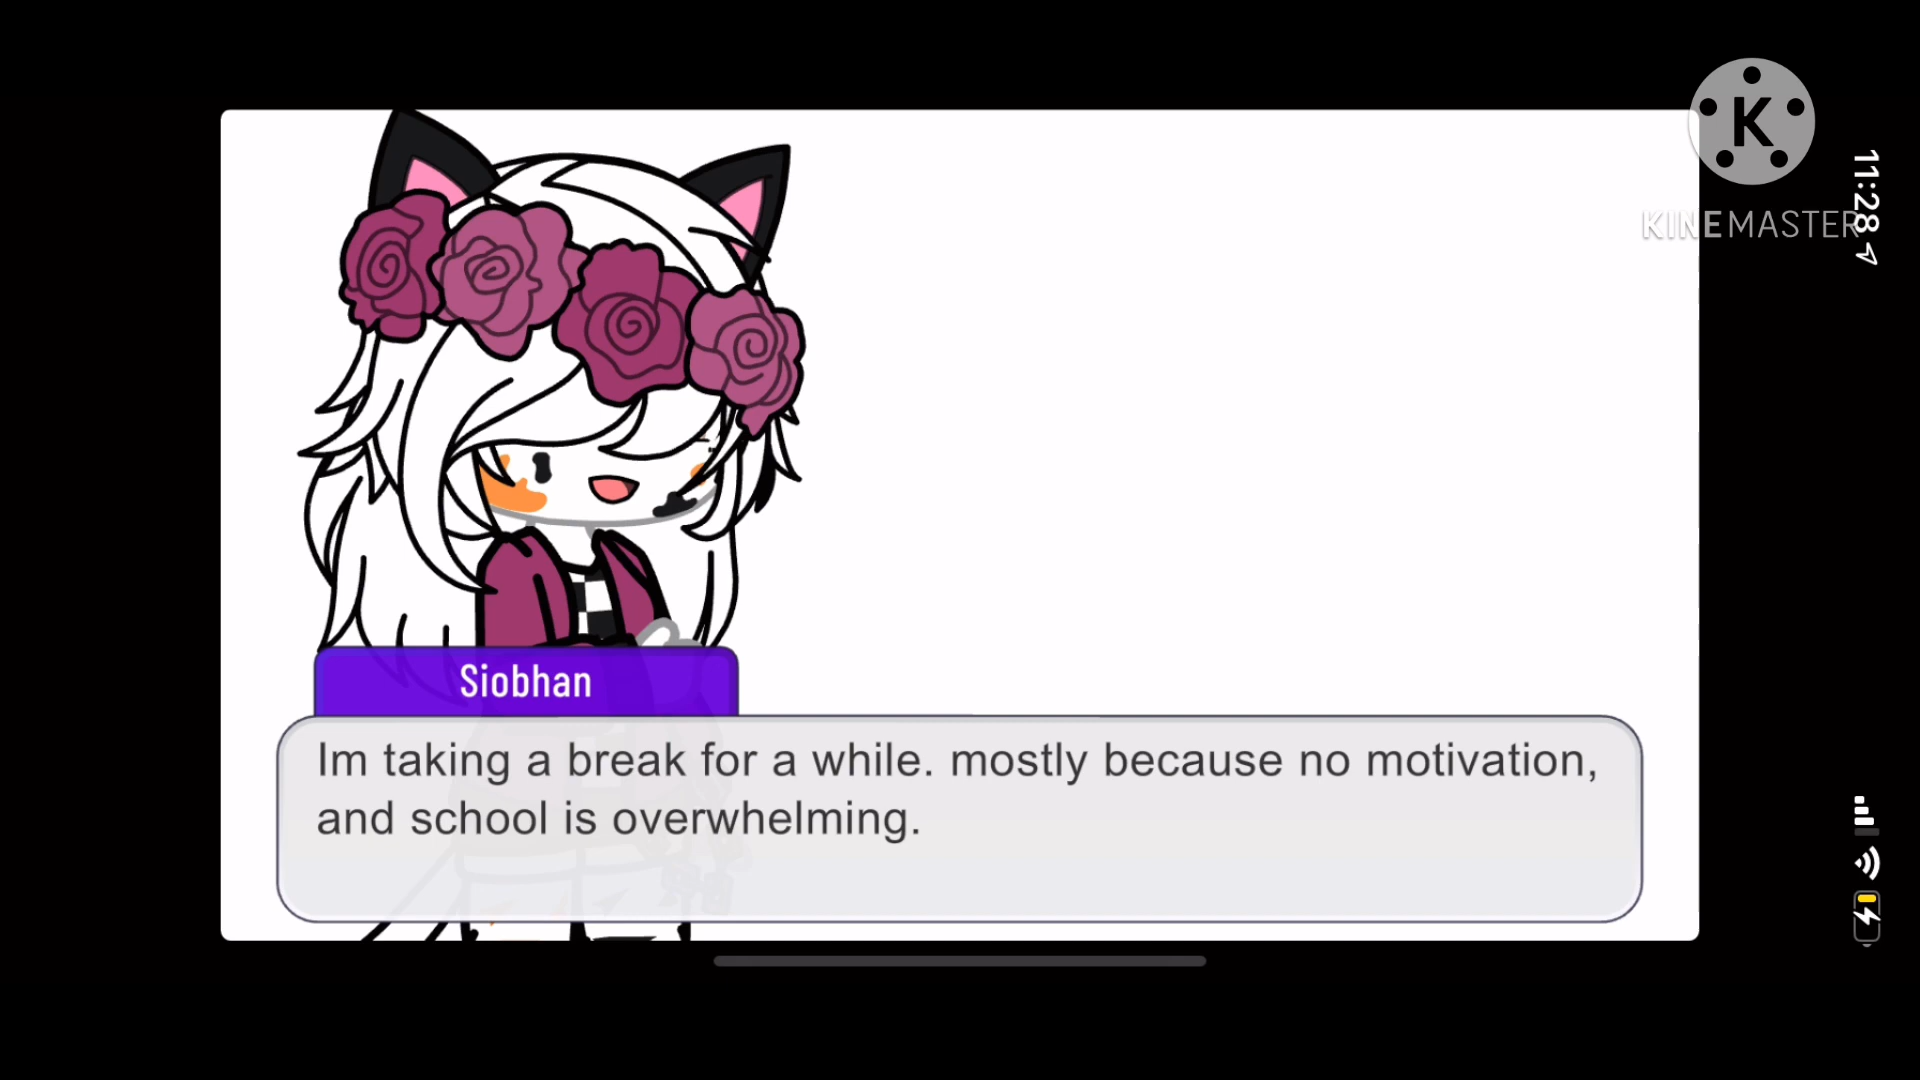 K
KINEMASTER
11:28
Siobhan
Im taking a break for a while. mostly because no motivation,
and school is overwhelming.